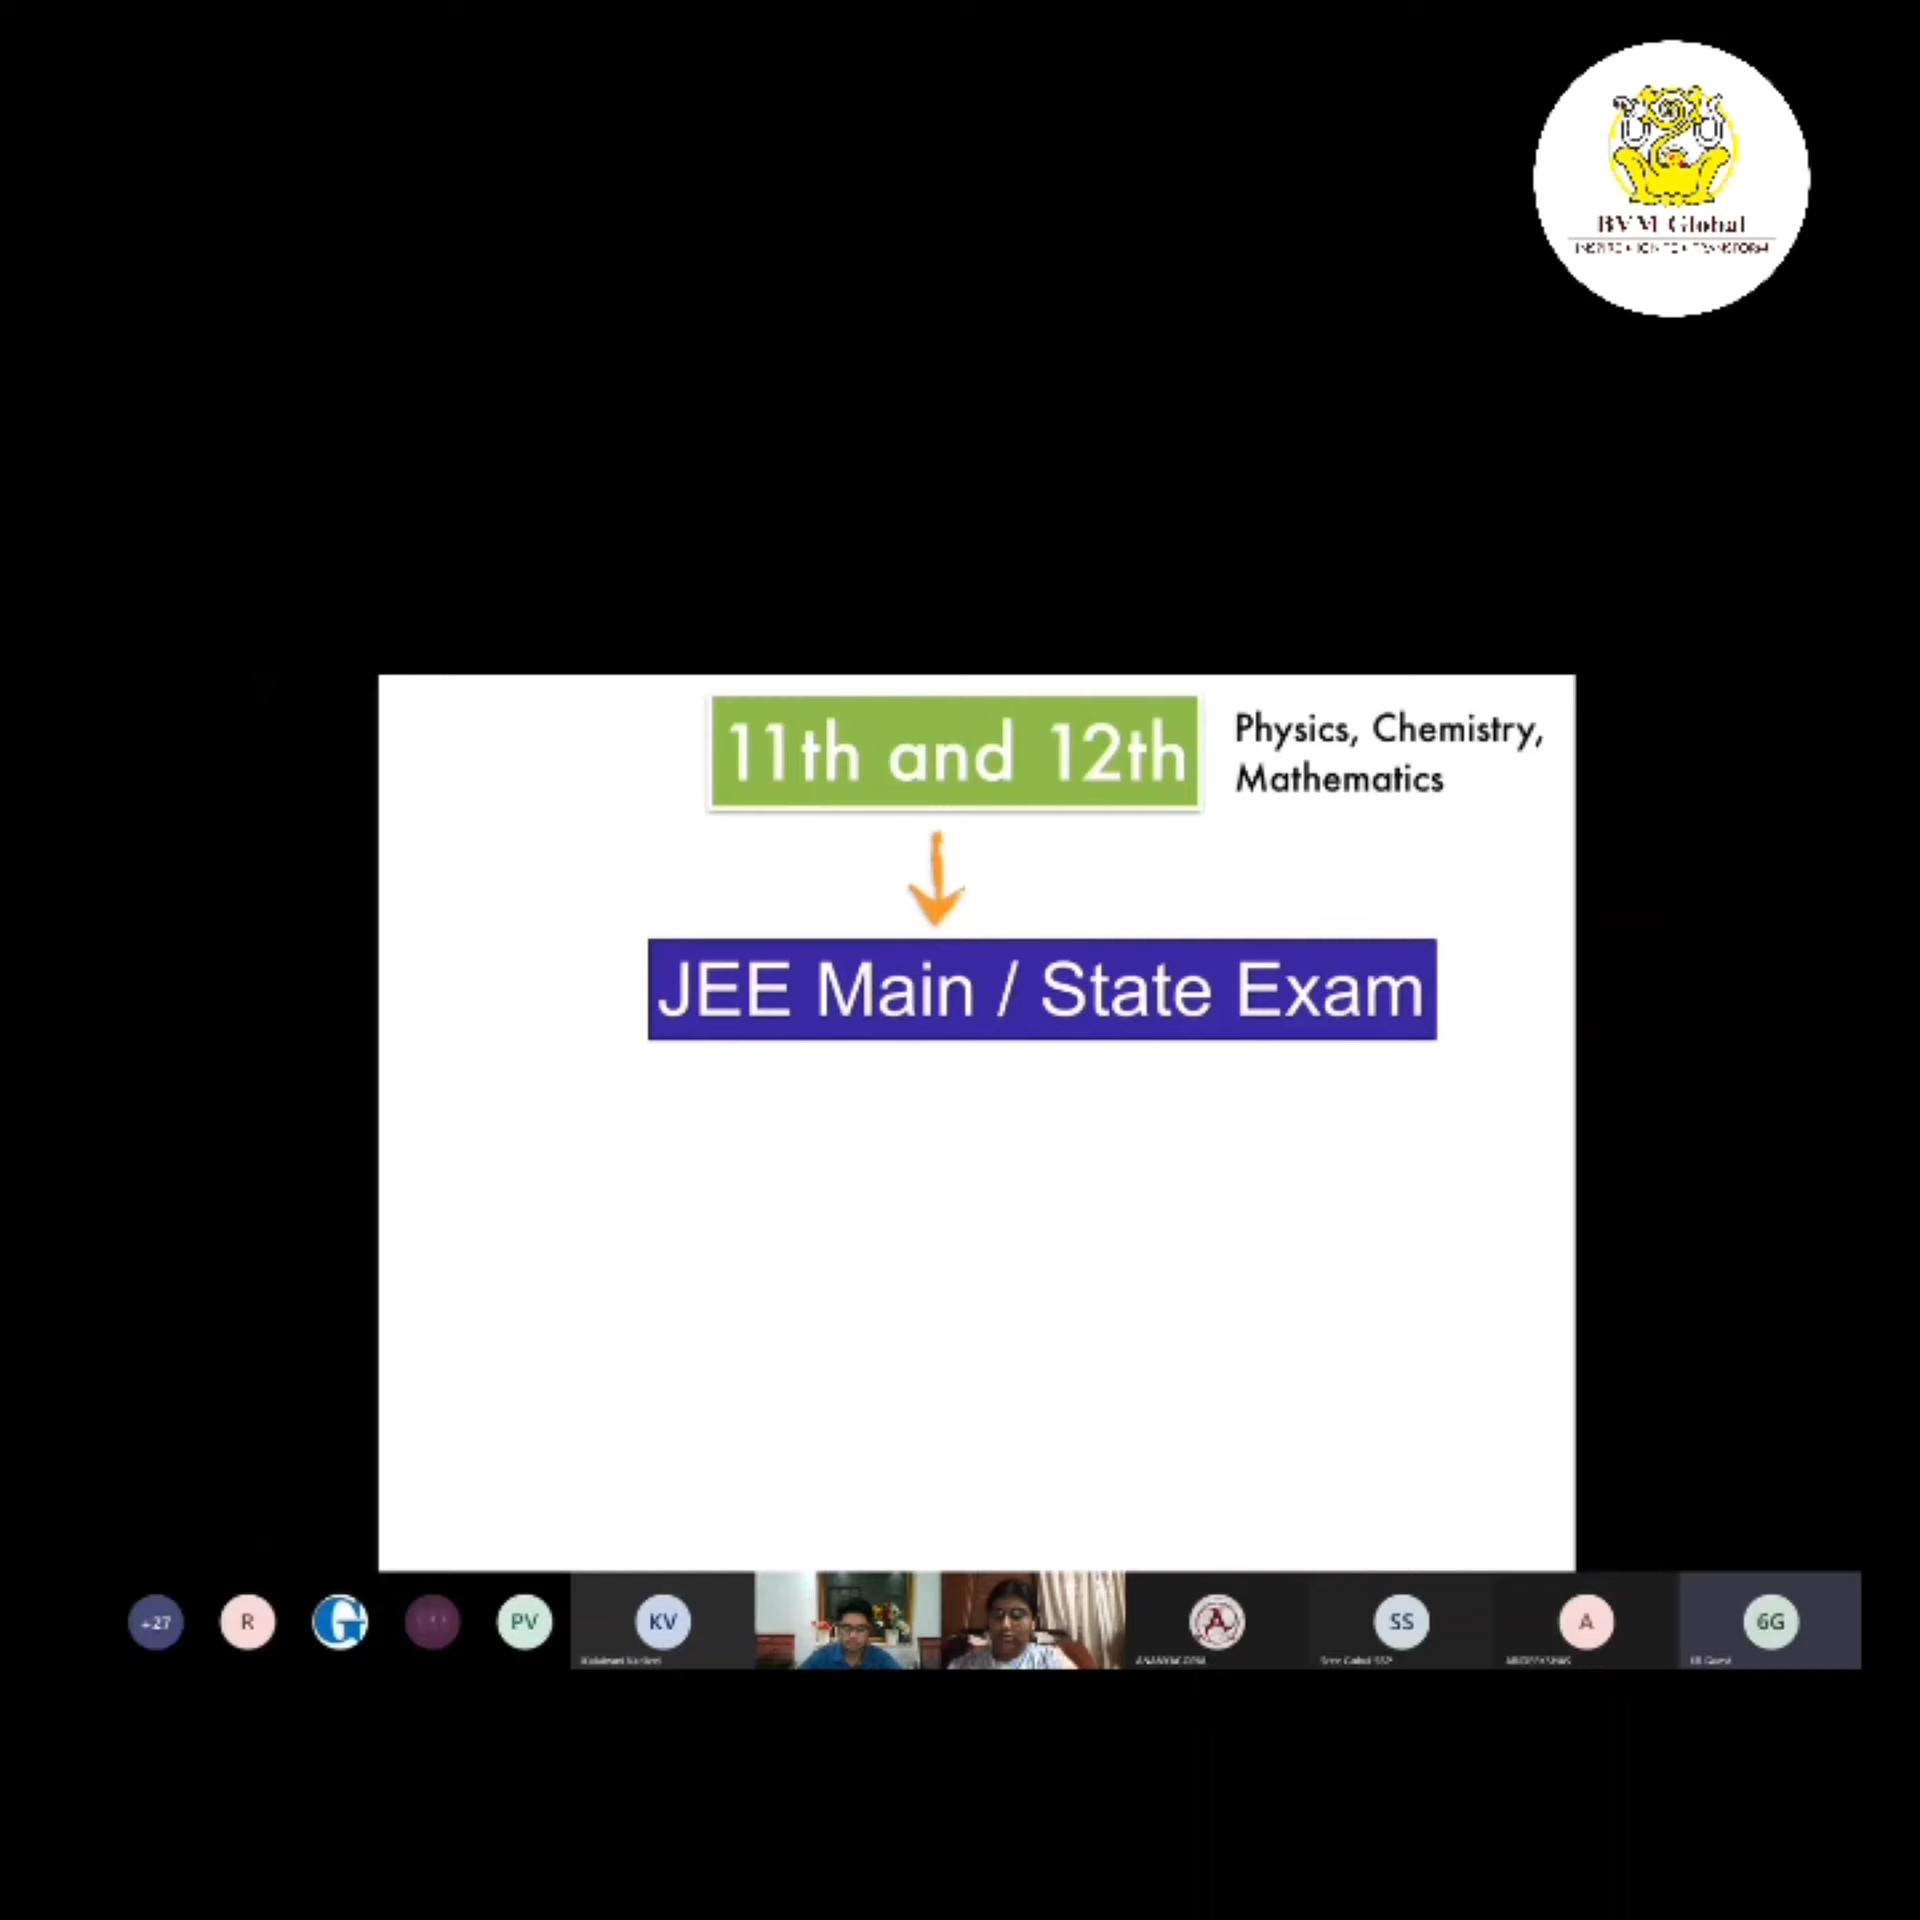 BVM Global
11th and 12th
Physics, Chemistry,
Mathematics
JEE Main / State Exam
+27
R
G
PV
KV
A
SS
A
6G